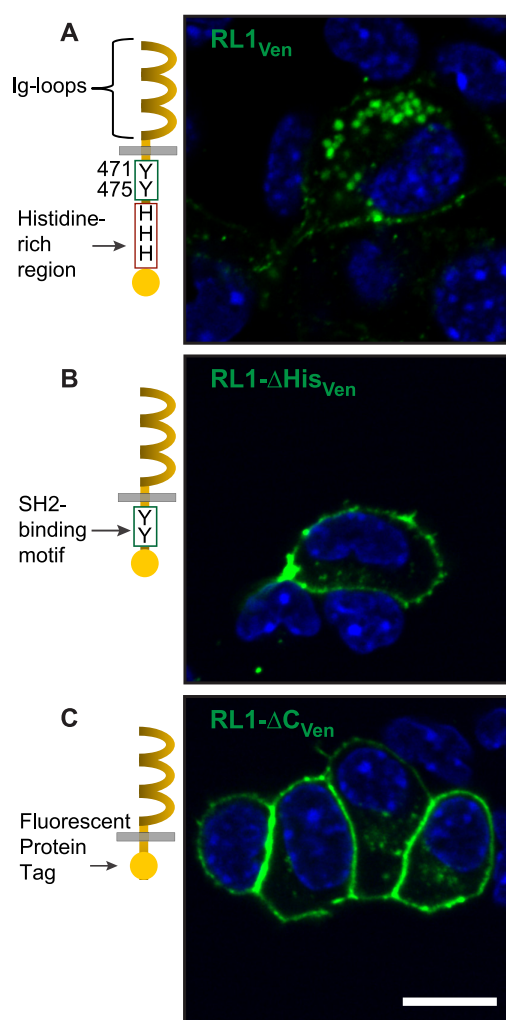 A
RL1Ven
Ig-loops
471 Y
475 Y
H
H
H
Histidine-
rich
region
B
RL1-ΔHisVen
SH2-
binding
motif
Y
Y
C
RL1-ΔCVen
Fluorescent
Protein
Tag